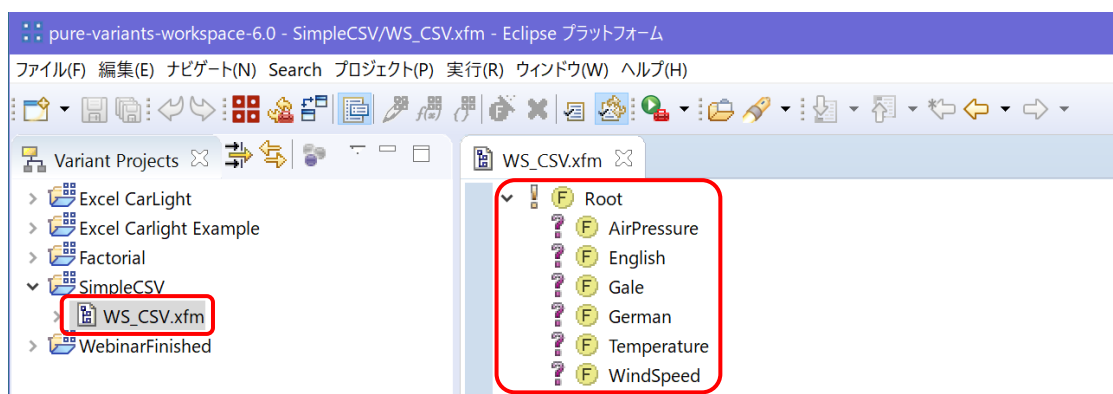 pure-variants-workspace-6.0 - SimpleCSV/WS_CSV.xfm - Eclipse プラットフォーム
ファイル(F) 編集(E) ナビゲート(N) Search プロジェクト(P) 実行(R) ウィンドウ(W) ヘルプ(H)
Variant Projects
Excel CarLight
Excel Carlight Example
Factorial
SimpleCSV
WS_CSV.xfm
WebinarFinished
WS_CSV.xfm
Root
AirPressure
English
Gale
German
Temperature
WindSpeed